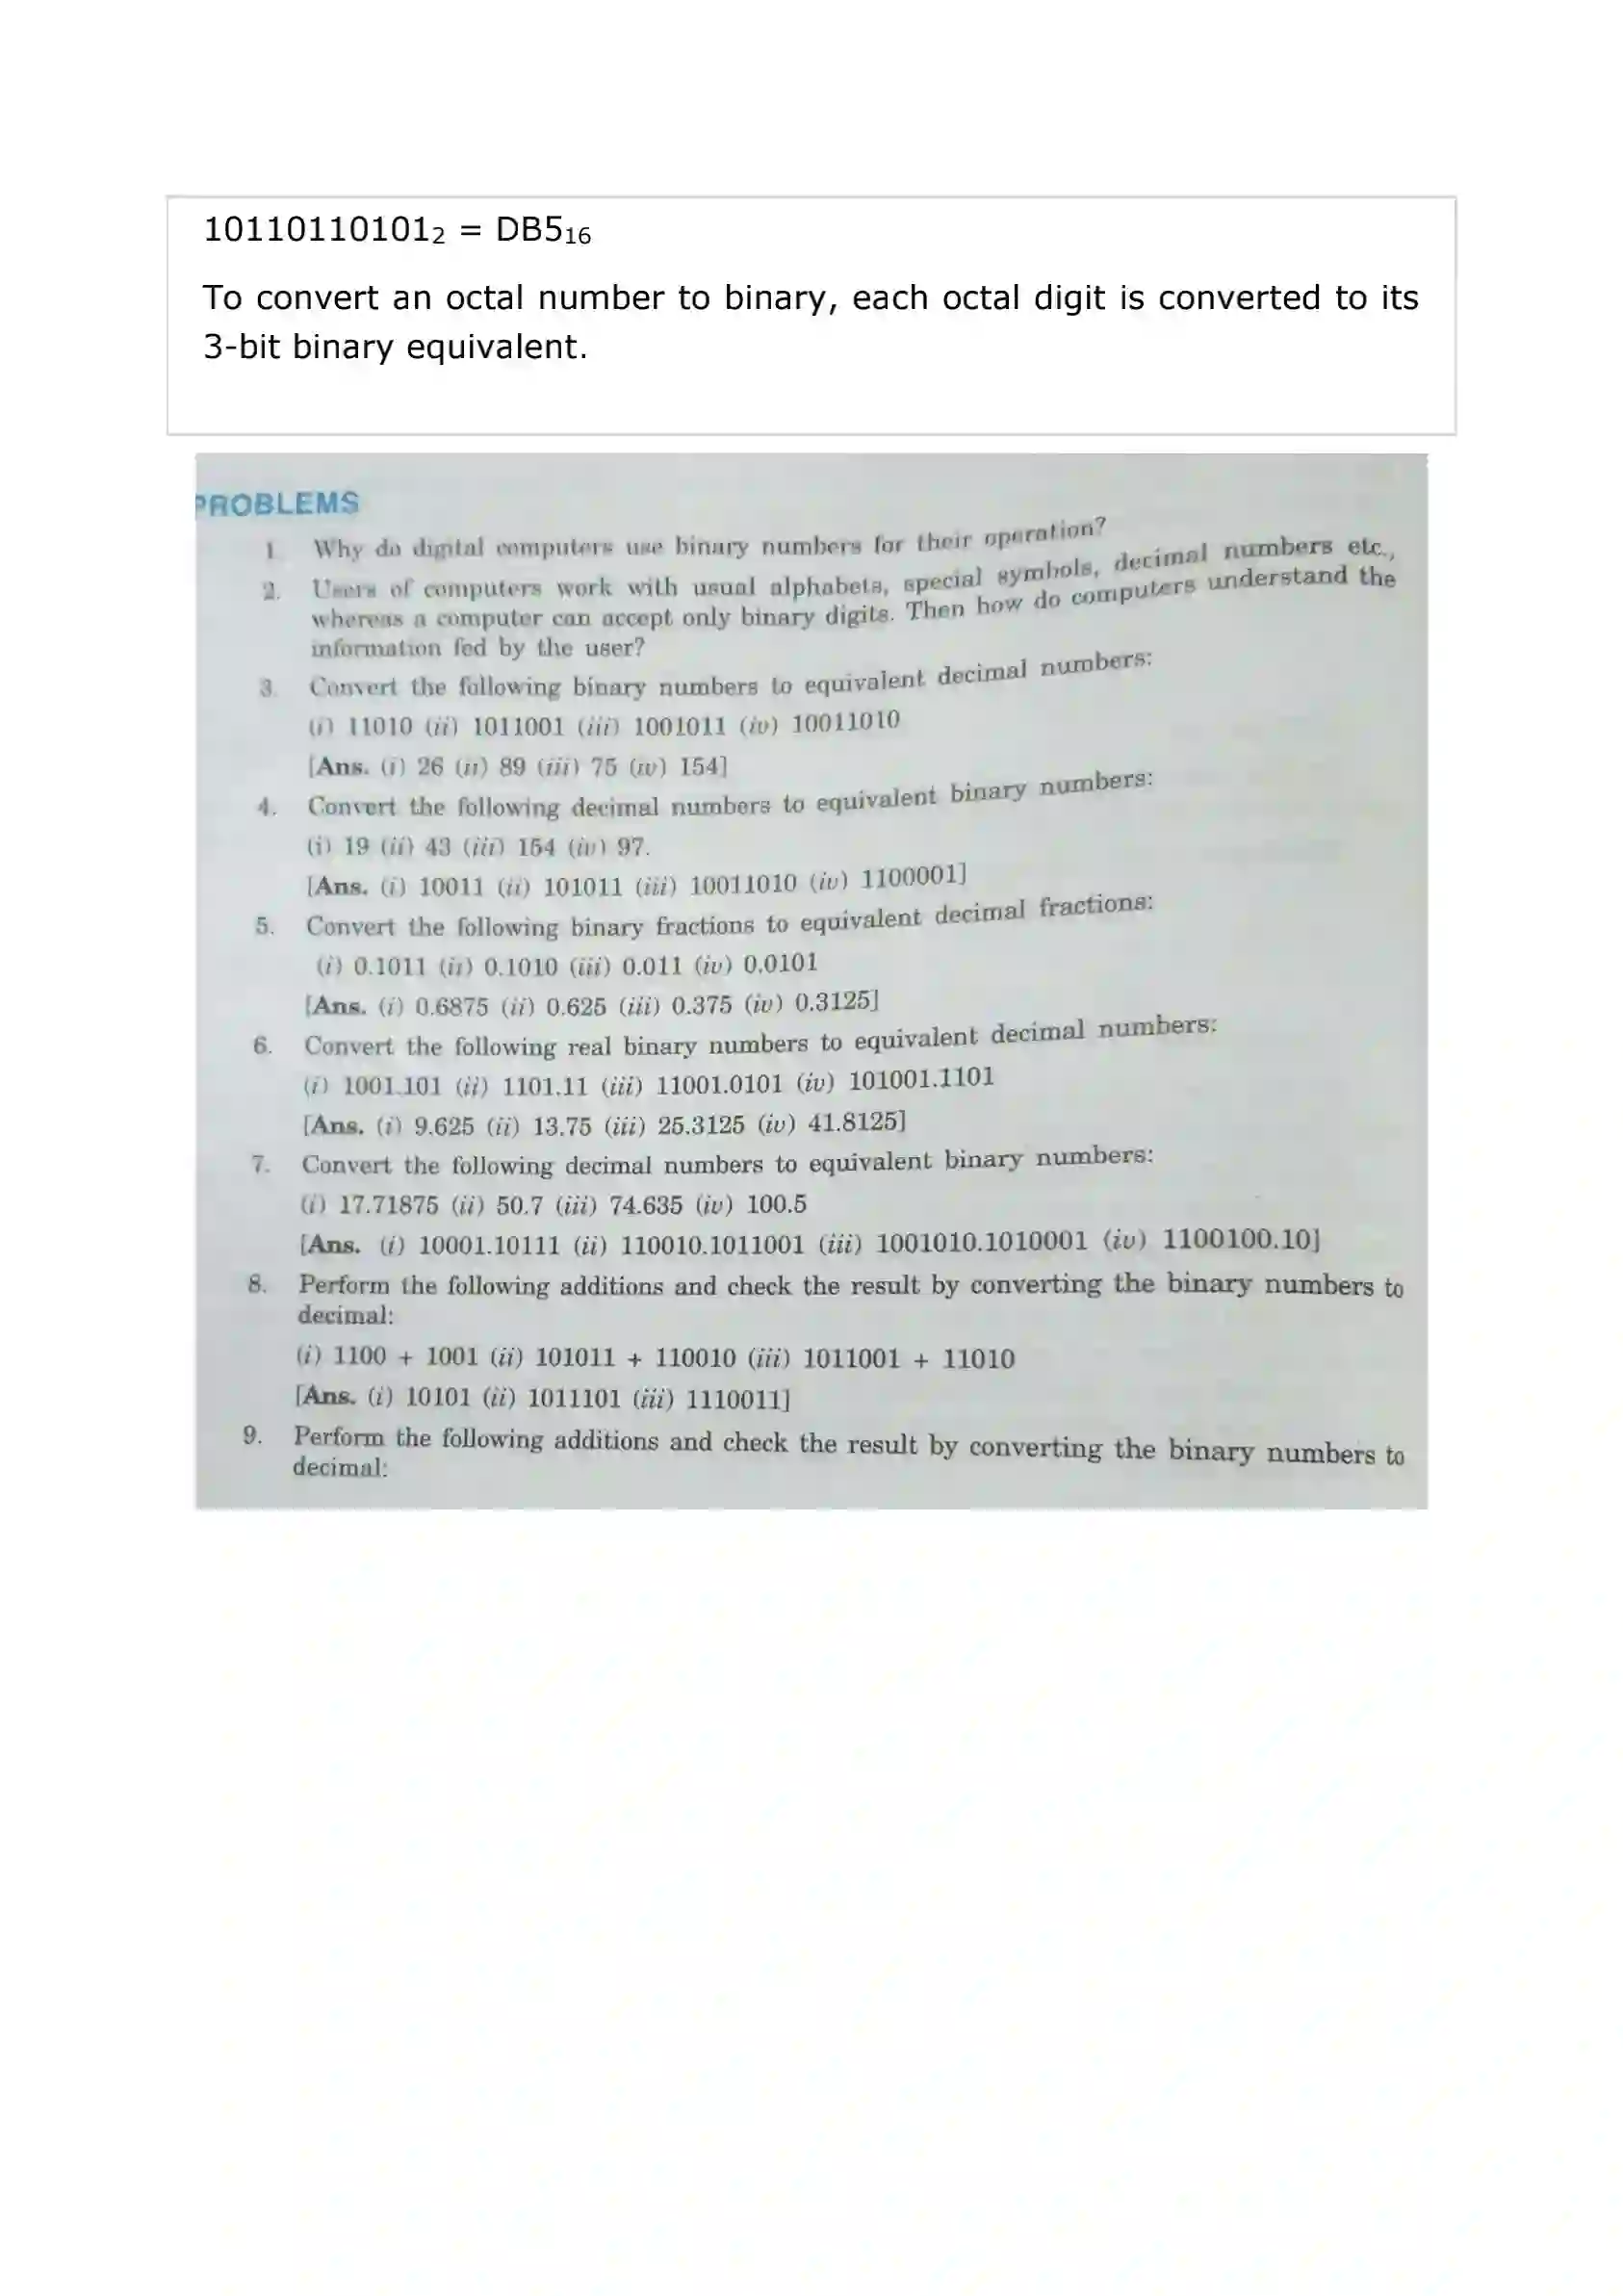 10110110101₂ = DB5₁₆
To convert an octal number to binary, each octal digit is converted to its
3-bit binary equivalent.
PROBLEMS
1. Why do digital computers use binary numbers for their operation?
2. Users of computers work with usual alphabets, special symbols, decimal numbers etc.,
whereas a computer can accept only binary digits. Then how do computers understand the
information fed by the user?
3. Convert the following binary numbers to equivalent decimal numbers:
(i) 11010 (ii) 1011001 (iii) 1001011 (iv) 10011010
[Ans. (i) 26 (ii) 89 (iii) 75 (iv) 154]
4. Convert the following decimal numbers to equivalent binary numbers:
(i) 19 (ii) 43 (iii) 154 (iv) 97.
[Ans. (i) 10011 (ii) 101011 (iii) 10011010 (iv) 1100001]
5. Convert the following binary fractions to equivalent decimal fractions:
(i) 0.1011 (ii) 0.1010 (iii) 0.011 (iv) 0.0101
[Ans. (i) 0.6875 (ii) 0.625 (iii) 0.375 (iv) 0.3125]
6. Convert the following real binary numbers to equivalent decimal numbers:
(i) 1001.101 (ii) 1101.11 (iii) 11001.0101 (iv) 101001.1101
[Ans. (i) 9.625 (ii) 13.75 (iii) 25.3125 (iv) 41.8125]
7. Convert the following decimal numbers to equivalent binary numbers:
(i) 17.71875 (ii) 50.7 (iii) 74.635 (iv) 100.5
[Ans. (i) 10001.10111 (ii) 110010.1011001 (iii) 1001010.1010001 (iv) 1100100.10]
8. Perform the following additions and check the result by converting the binary numbers to
decimal:
(i) 1100 + 1001 (ii) 101011 + 110010 (iii) 1011001 + 11010
[Ans. (i) 10101 (ii) 1011101 (iii) 1110011]
9. Perform the following additions and check the result by converting the binary numbers to
decimal: